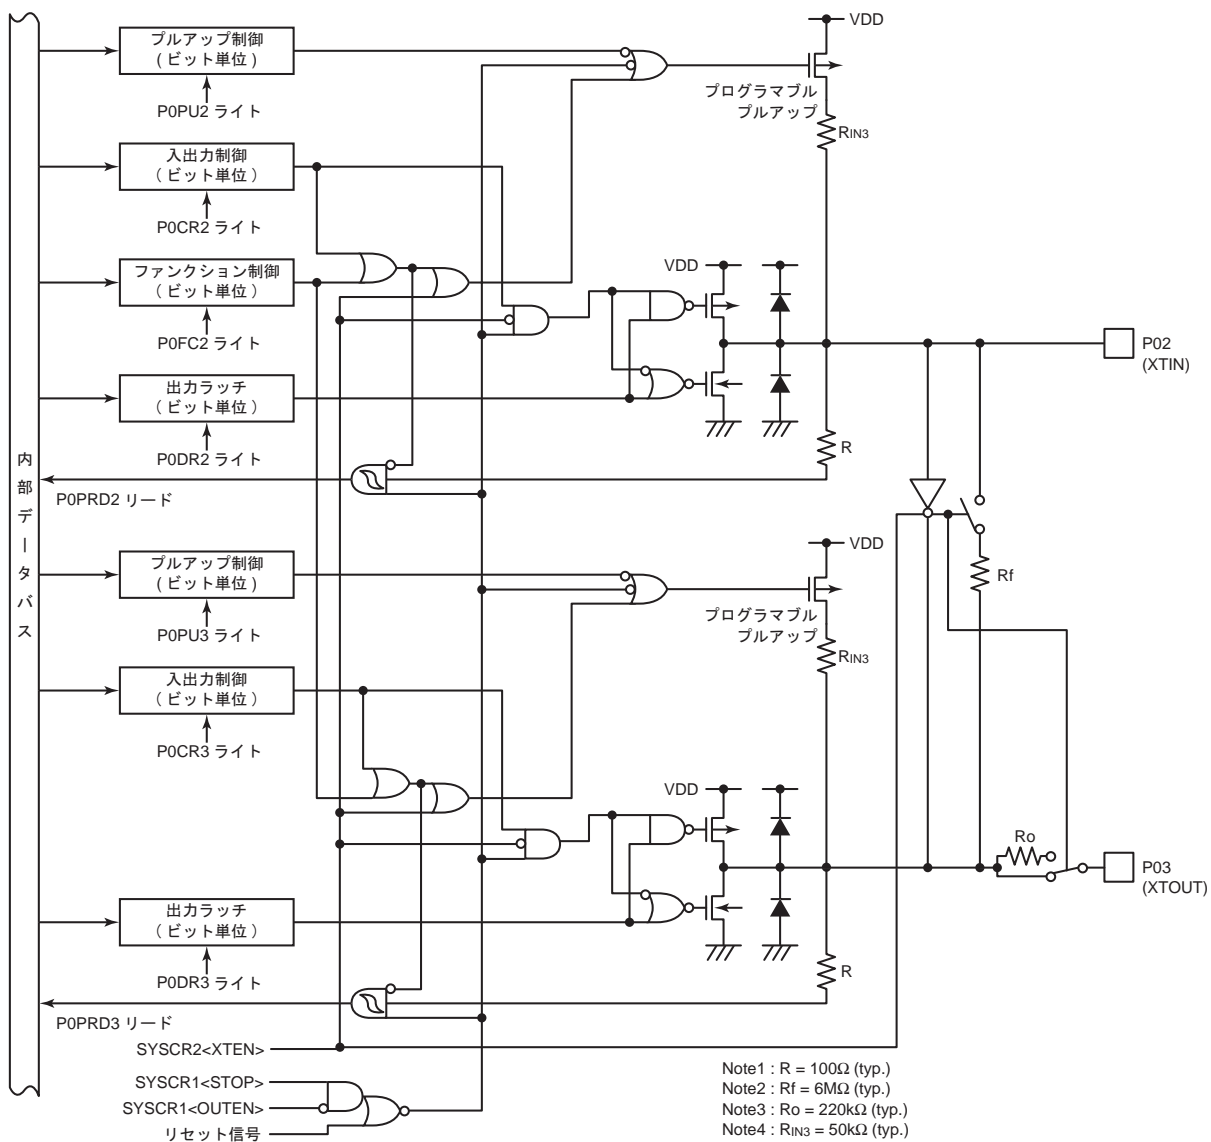 VDD
プルアップ制御
( ビット単位 )
P0PU2 ライト
プログラマブル
プルアップ
RIN3
入出力制御
( ビット単位 )
P0CR2 ライト
ファンクション制御
( ビット単位 )
P0FC2 ライト
VDD
P02
(XTIN)
出力ラッチ
( ビット単位 )
P0DR2 ライト
R
内部データバス
P0PRD2 リード
VDD
Rf
プルアップ制御
( ビット単位 )
P0PU3 ライト
プログラマブル
プルアップ
RIN3
入出力制御
( ビット単位 )
P0CR3 ライト
VDD
Ro
P03
(XTOUT)
出力ラッチ
( ビット単位 )
P0DR3 ライト
R
P0PRD3 リード
SYSCR2<XTEN>
SYSCR1<STOP>
SYSCR1<OUTEN>
リセット信号
Note1 : R = 100Ω (typ.)
Note2 : Rf = 6MΩ (typ.)
Note3 : Ro = 220kΩ (typ.)
Note4 : RIN3 = 50kΩ (typ.)